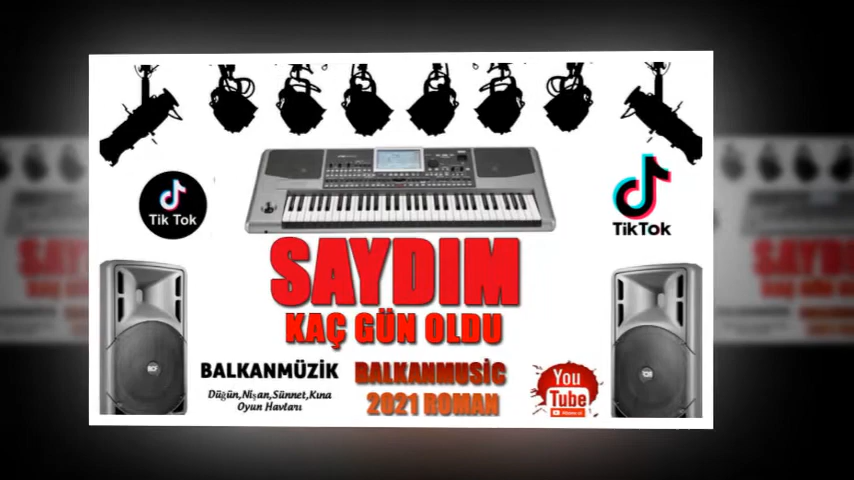 Tik Tok
TikTok
SAYDIM
KAÇ GÜN OLDU
BALKANMÜZİK
Düğün,Nişan,Sünnet,Kına
Oyun Havları
BALKANMUSİC
2021 ROMAN
You
Tube